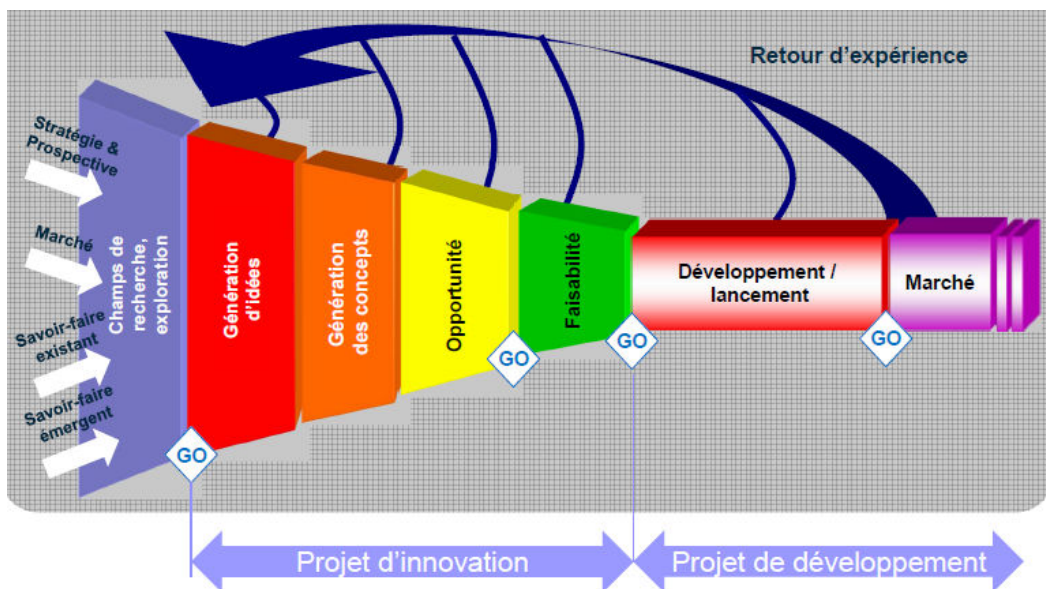 Retour d'expérience
Stratégie &
Prospective
Marché
Savoir-faire
existant
Savoir-faire
émergent
Champs de
recherche,
exploration
Génération
d'idées
Génération
des concepts
Opportunité
Faisabilité
Développement /
lancement
Marché
GO
GO
GO
GO
Projet d'innovation
Projet de développement